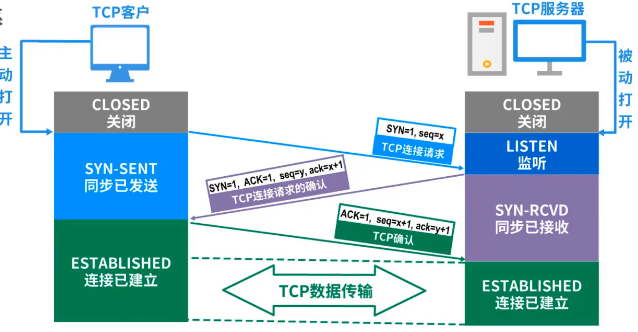 TCP客户
TCP服务器
主动打开
被动打开
CLOSED
关闭
CLOSED
关闭
SYN=1, seq=x
TCP连接请求
LISTEN
监听
SYN-SENT
同步已发送
SYN=1, ACK=1, seq=y, ack=x+1
TCP连接请求的确认
SYN-RCVD
同步已接收
ACK=1, seq=x+1, ack=y+1
TCP确认
ESTABLISHED
连接已建立
TCP数据传输
ESTABLISHED
连接已建立